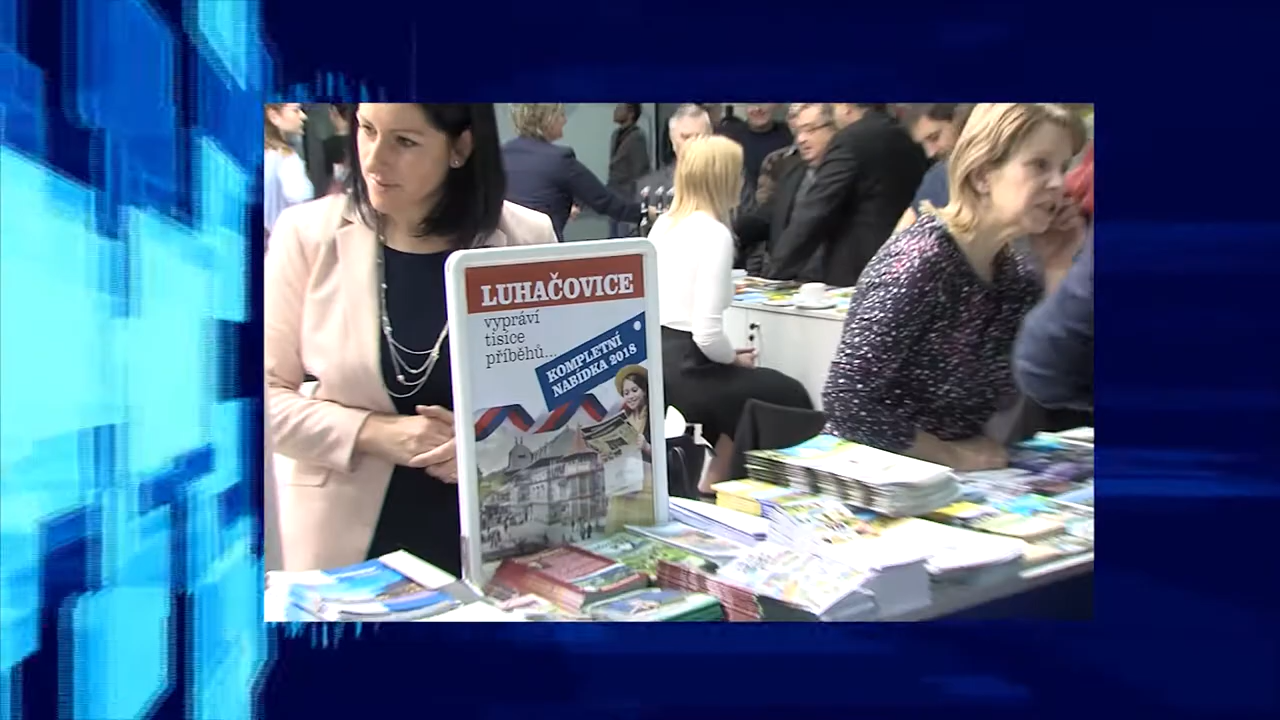 LUHAČOVICE
vypráví
tisíce
příběhů...
KOMPLETNÍ
NABÍDKA 2018